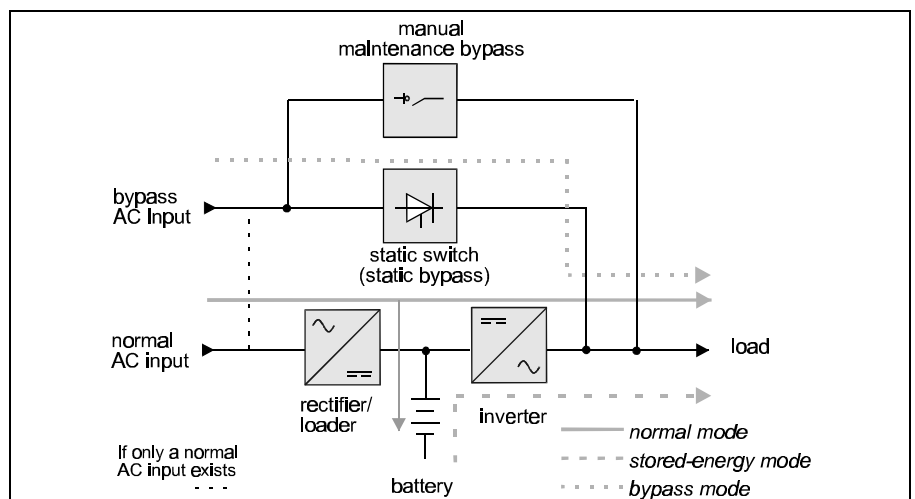 manual
maIntenance bypass
bypass
AC Input
static switch
(static bypass)
normal
AC input
load
rectifier/
loader
inverter
If only a normal
AC input exists
battery
normal mode
stored-energy mode
bypass mode